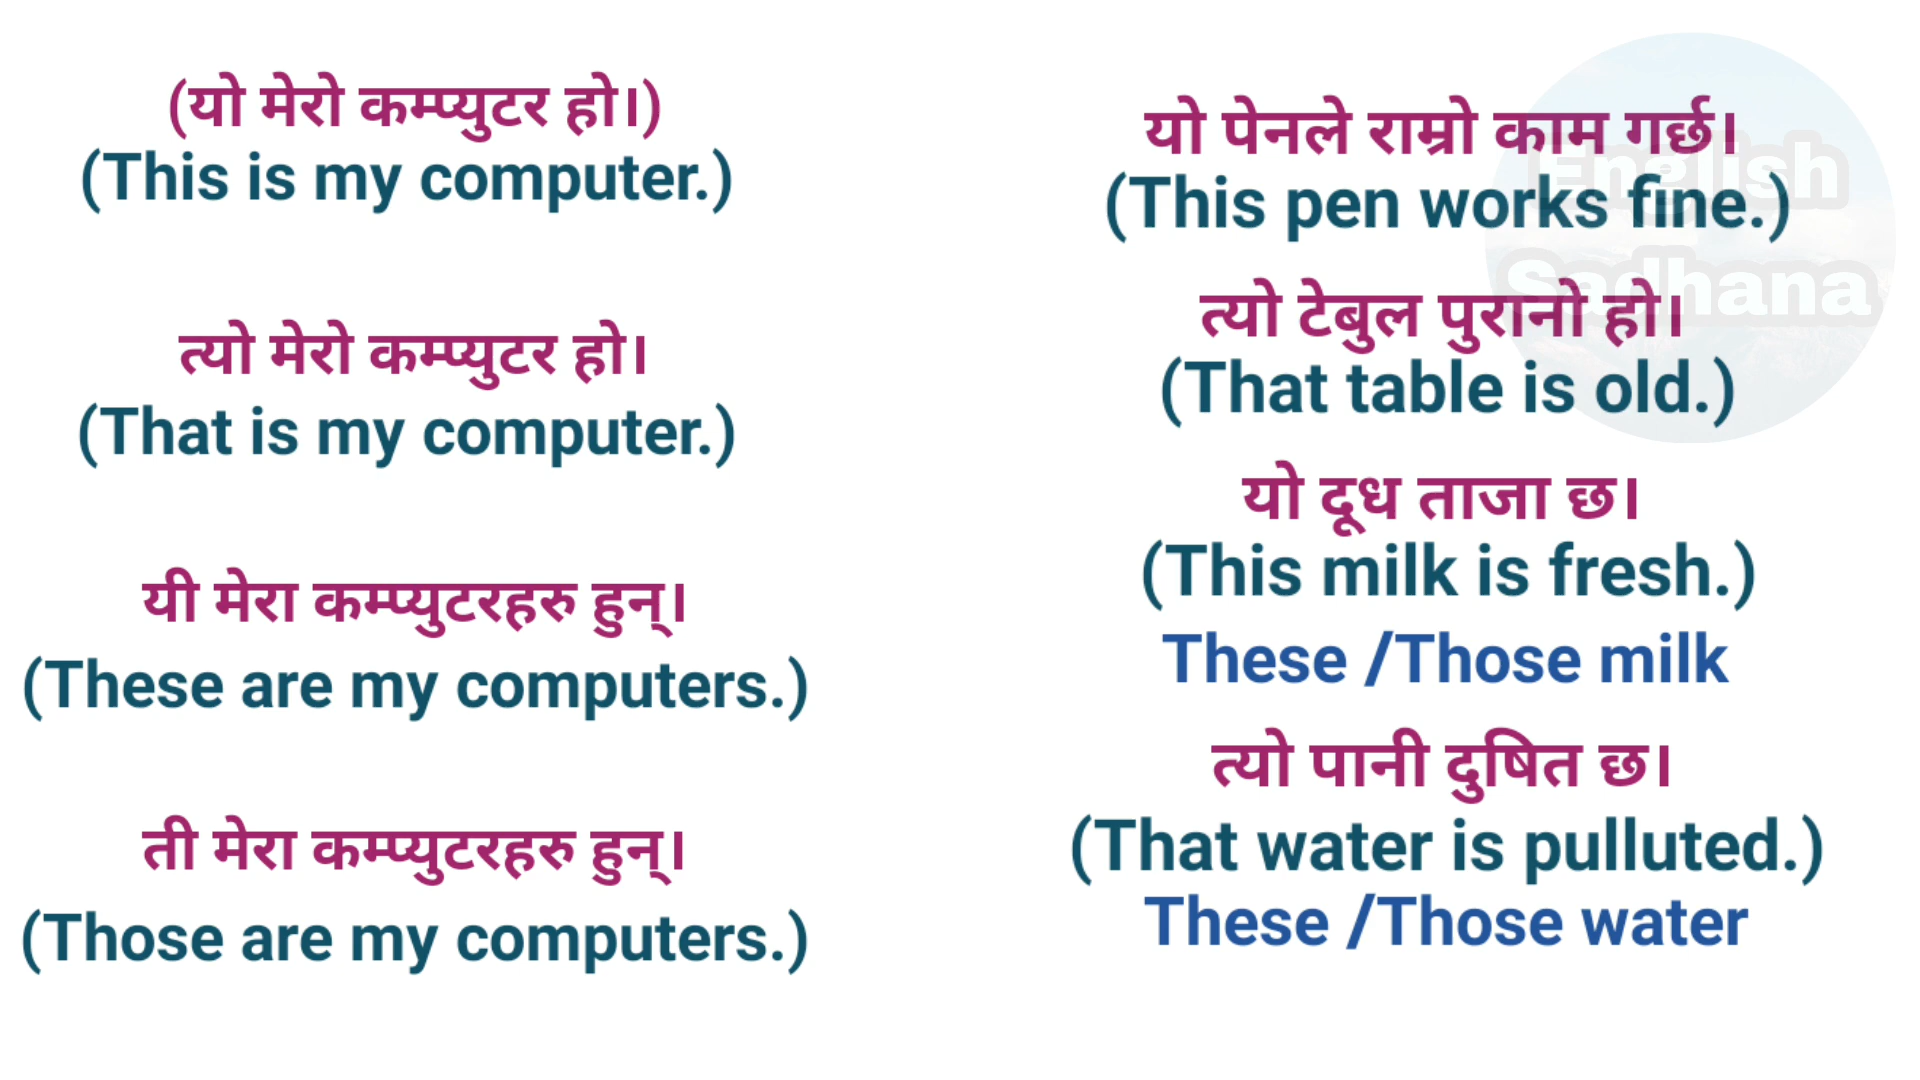 (यो मेरो कम्प्युटर हो।)
(This is my computer.)
त्यो मेरो कम्प्युटर हो।
(That is my computer.)
यी मेरा कम्प्युटरहरु हुन्।
(These are my computers.)
ती मेरा कम्प्युटरहरु हुन्।
(Those are my computers.)
यो पेनले राम्रो काम गर्छ।
(This pen works fine.)
त्यो टेबुल पुरानो हो।
(That table is old.)
यो दूध ताजा छ।
(This milk is fresh.)
These /Those milk
त्यो पानी दुषित छ।
(That water is pulluted.)
These /Those water
English
Sadhana